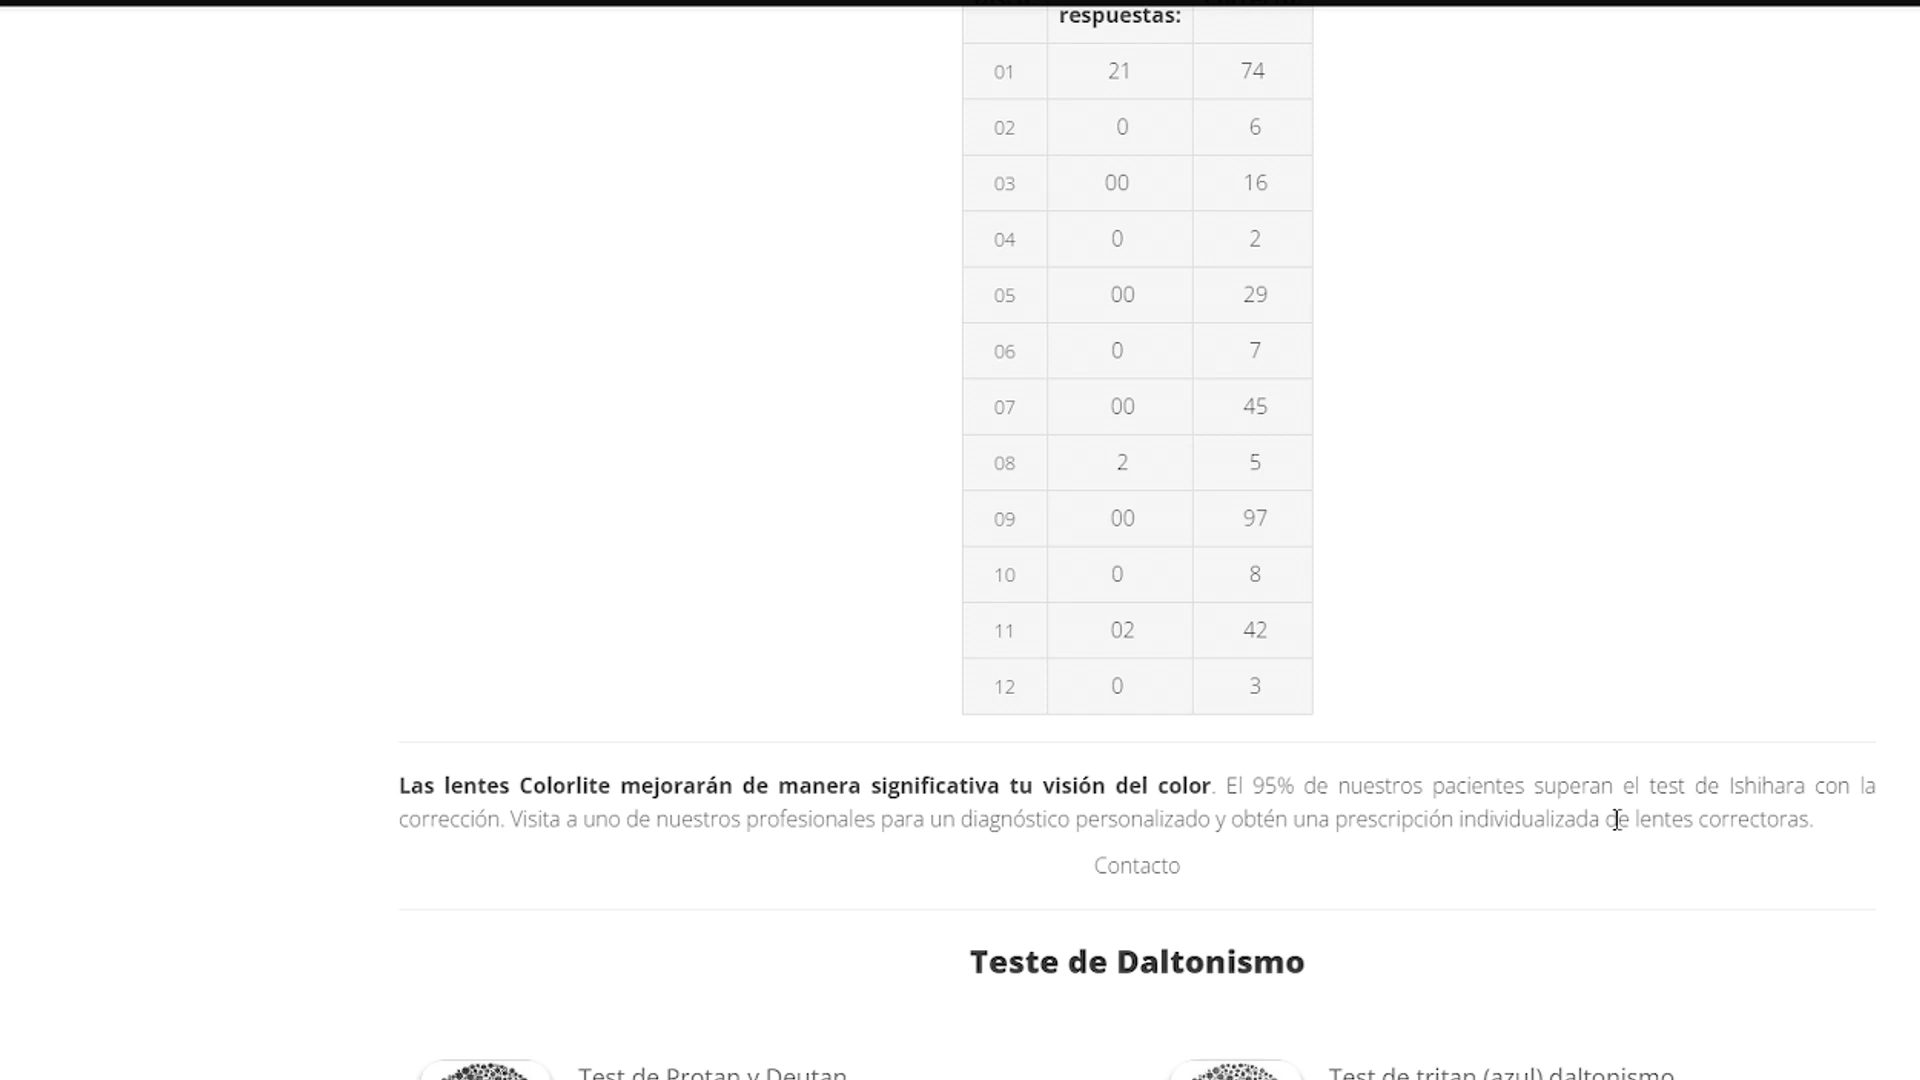 respuestas:
01 21 74
02 0 6
03 00 16
04 0 2
05 00 29
06 0 7
07 00 45
08 2 5
09 00 97
10 0 8
11 02 42
12 0 3
Las lentes Colorlite mejorarán de manera significativa tu visión del color. El 95% de nuestros pacientes superan el test de Ishihara con la
corrección. Visita a uno de nuestros profesionales para un diagnóstico personalizado y obtén una prescripción individualizada de lentes correctoras.
Contacto
Teste de Daltonismo
Test de Protan y Deutan
Test de tritan (azul) daltonismo